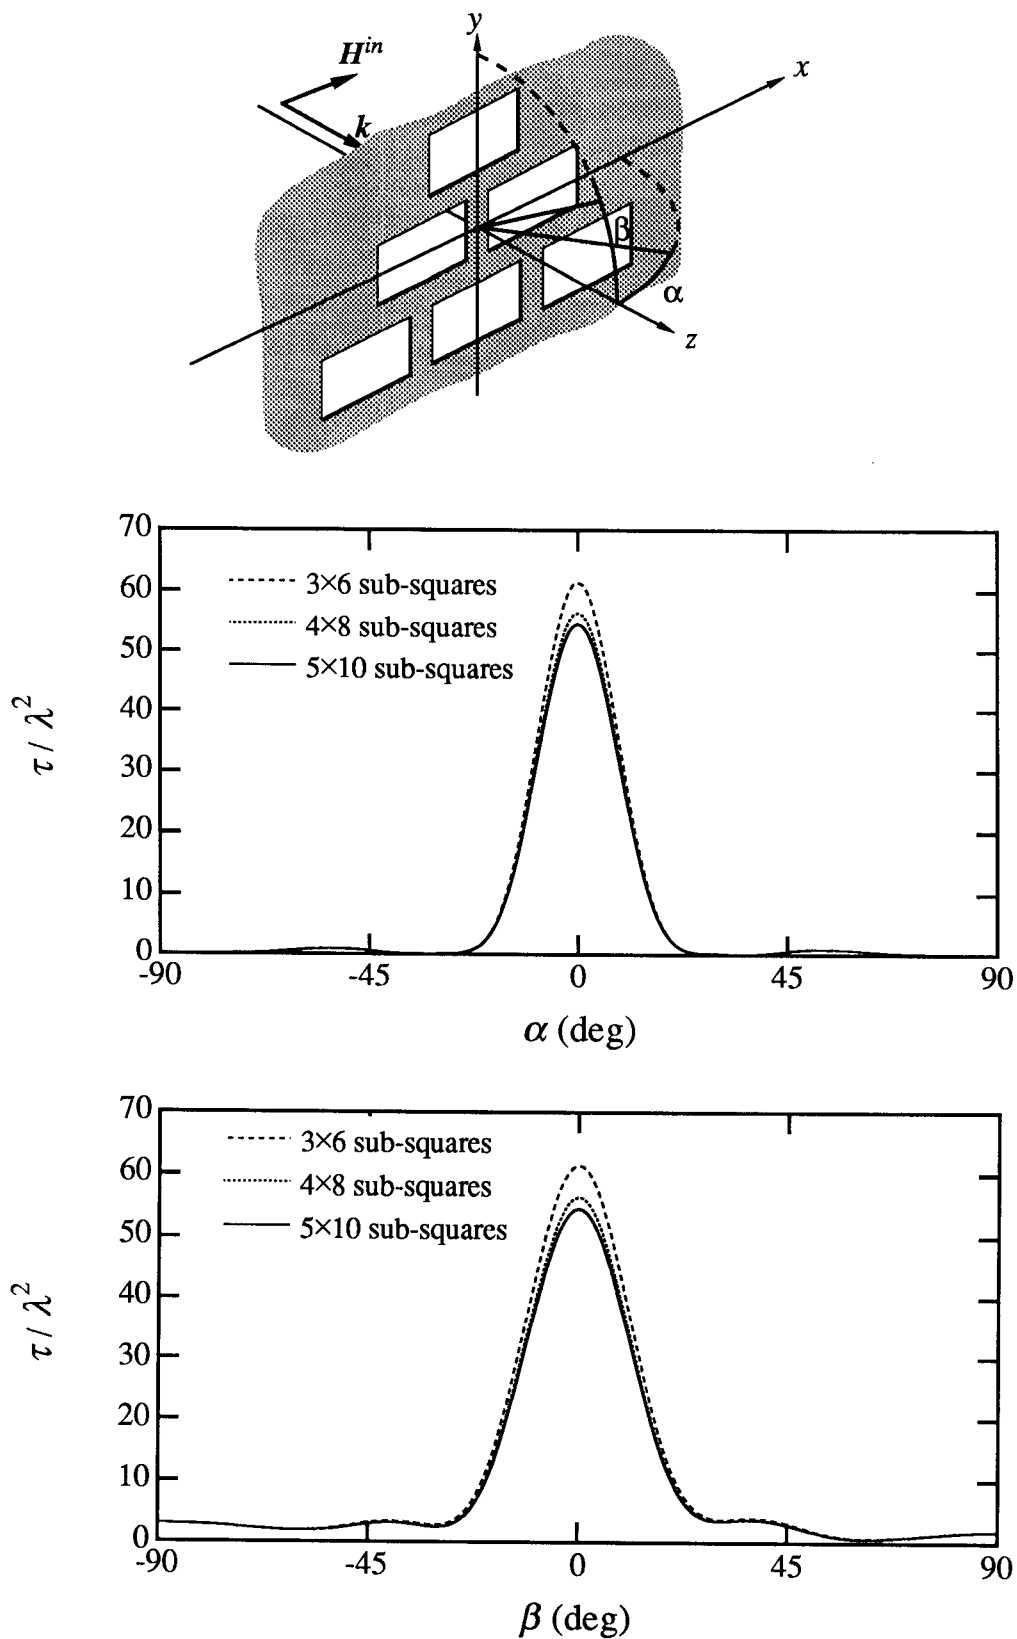 y
H^in
x
k
β
α
z
70
60
50
40
30
20
10
0
3×6 sub-squares
4×8 sub-squares
5×10 sub-squares
τ / λ²
-90
-45
0
45
90
α (deg)
70
60
50
40
30
20
10
0
3×6 sub-squares
4×8 sub-squares
5×10 sub-squares
τ / λ²
-90
-45
0
45
90
β (deg)